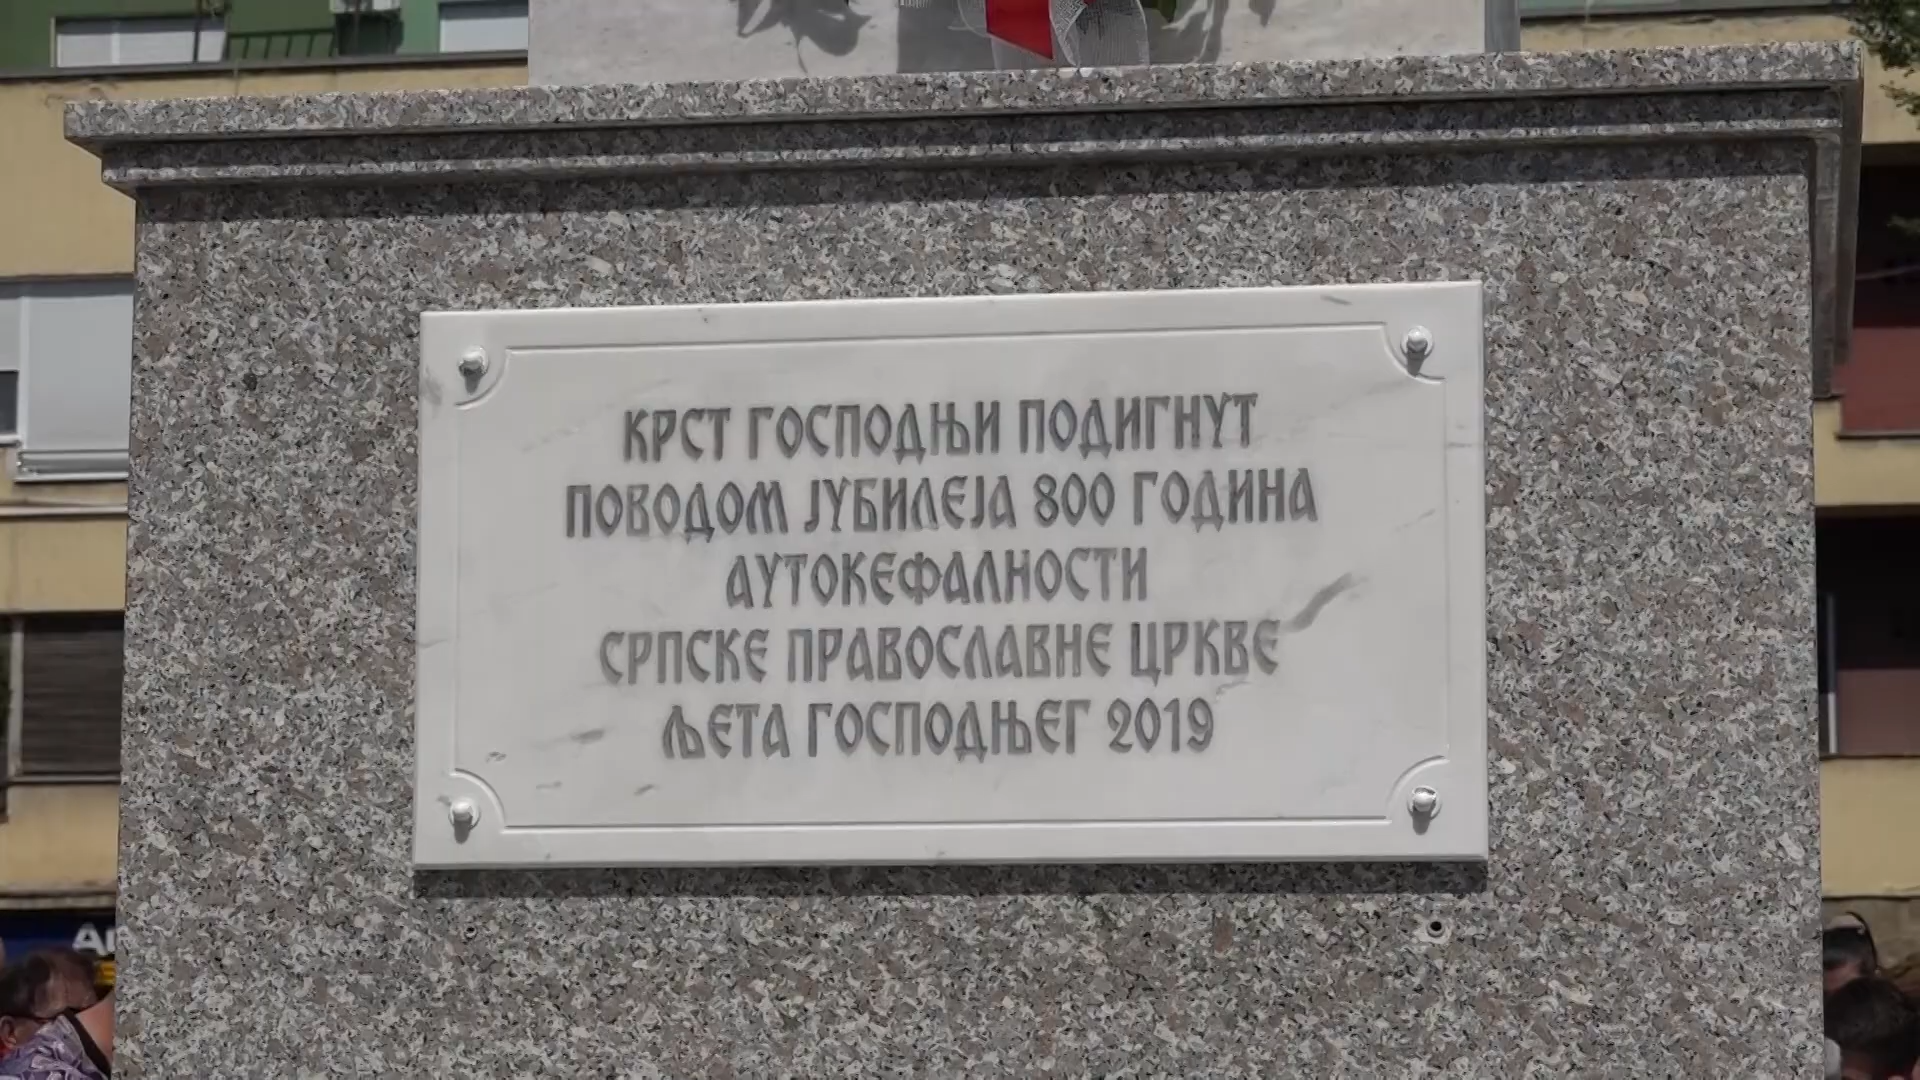 КРСТ ГОСПОДЊИ ПОДИГНУТ
ПОВОДОМ ЈУБИЛЕЈА 800 ГОДИНА
АУТОКЕФАЛНОСТИ
СРПСКЕ ПРАВОСЛАВНЕ ЦРКВЕ
ЉЕТА ГОСПОДЊЕГ 2019